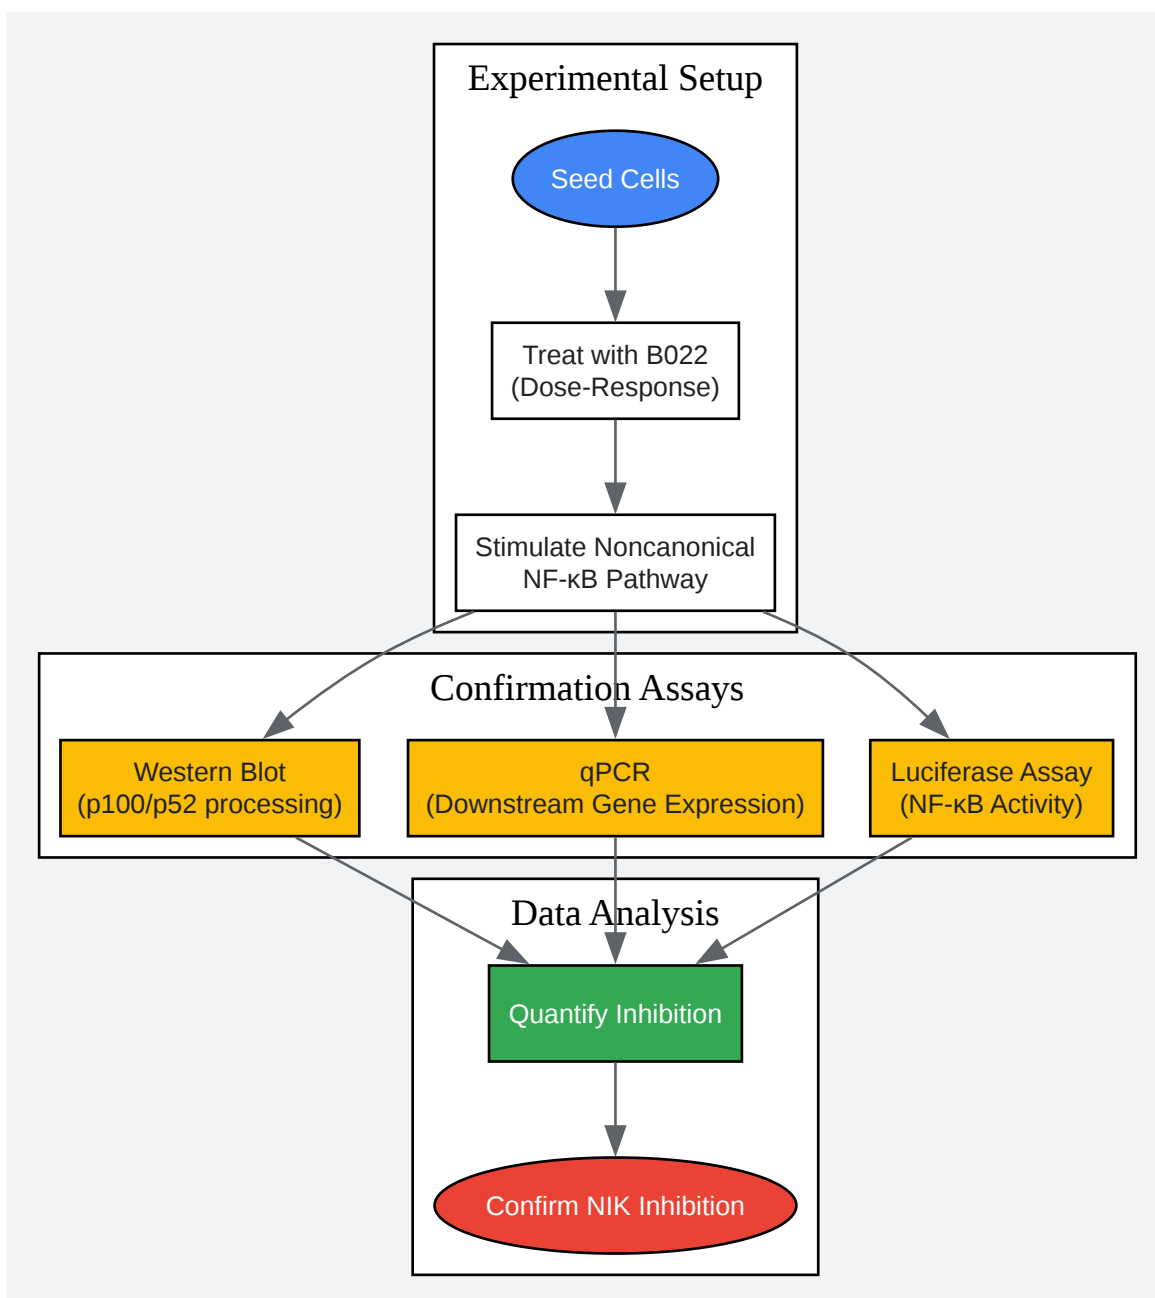 Experimental Setup
Seed Cells
Treat with B022
(Dose-Response)
Stimulate Noncanonical
NF-κB Pathway
Confirmation Assays
Western Blot
(p100/p52 processing)
qPCR
(Downstream Gene Expression)
Luciferase Assay
(NF-κB Activity)
Data Analysis
Quantify Inhibition
Confirm NIK Inhibition